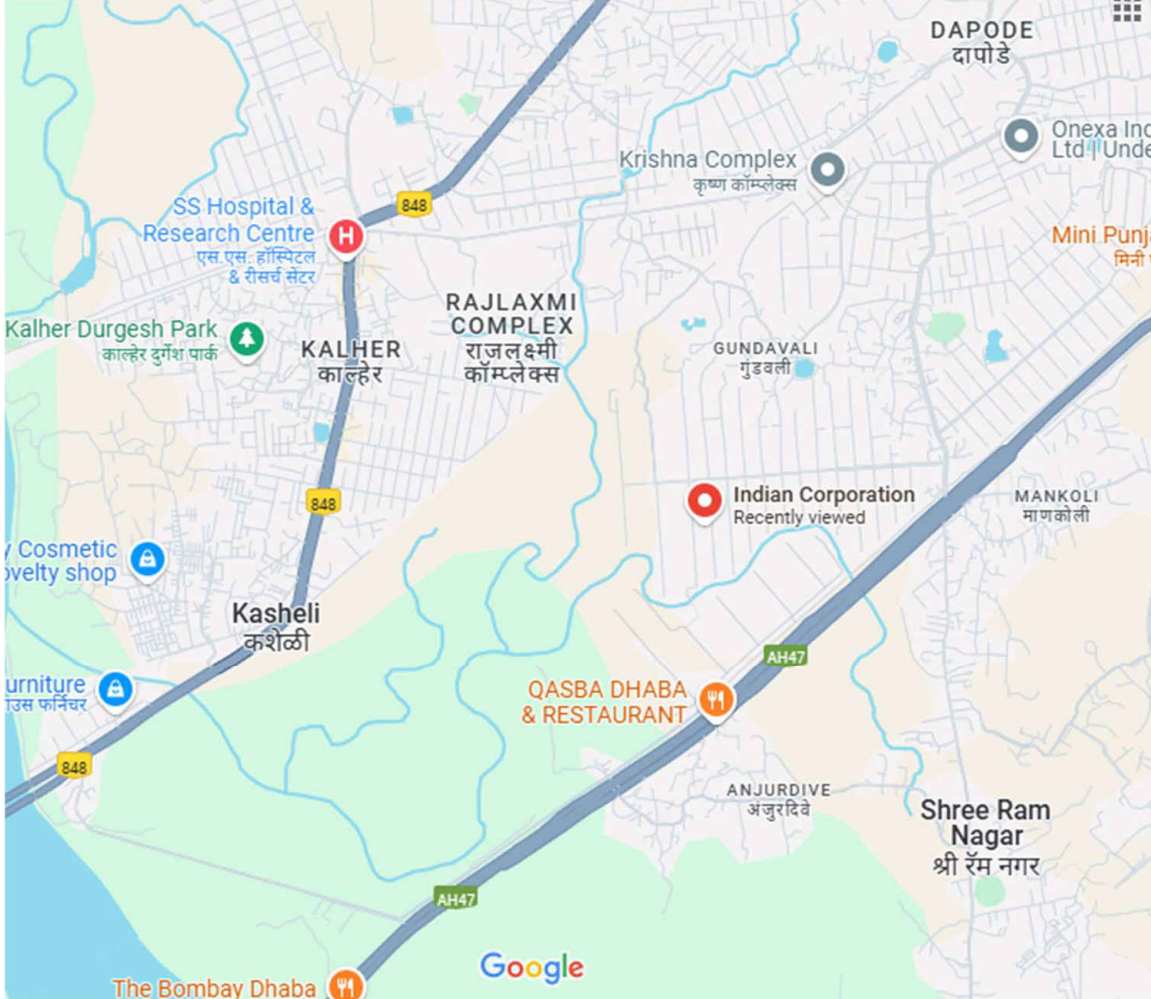 DAPODE
दापोडे
Onexa Ind
Ltd | Unde
Krishna Complex
कृष्ण कॉम्प्लेक्स
848
SS Hospital &
Research Centre
एस.एस. हॉस्पिटल
& रीसर्च सेंटर
H
Mini Punja
मिनी
RAJLAXMI
COMPLEX
राजलक्ष्मी
कॉम्प्लेक्स
Kalher Durgesh Park
काल्हेर दुर्गेश पार्क
KALHER
काल्हेर
GUNDAVALI
गुंडवली
848
Indian Corporation
Recently viewed
MANKOLI
माणकोली
y Cosmetic
ovelty shop
Kasheli
कशेळी
AH47
urniture
ाउस फर्निचर
QASBA DHABA
& RESTAURANT
848
ANJURDIVE
अंजुरदिवे
Shree Ram
Nagar
श्री रॅम नगर
AH47
Google
The Bombay Dhaba